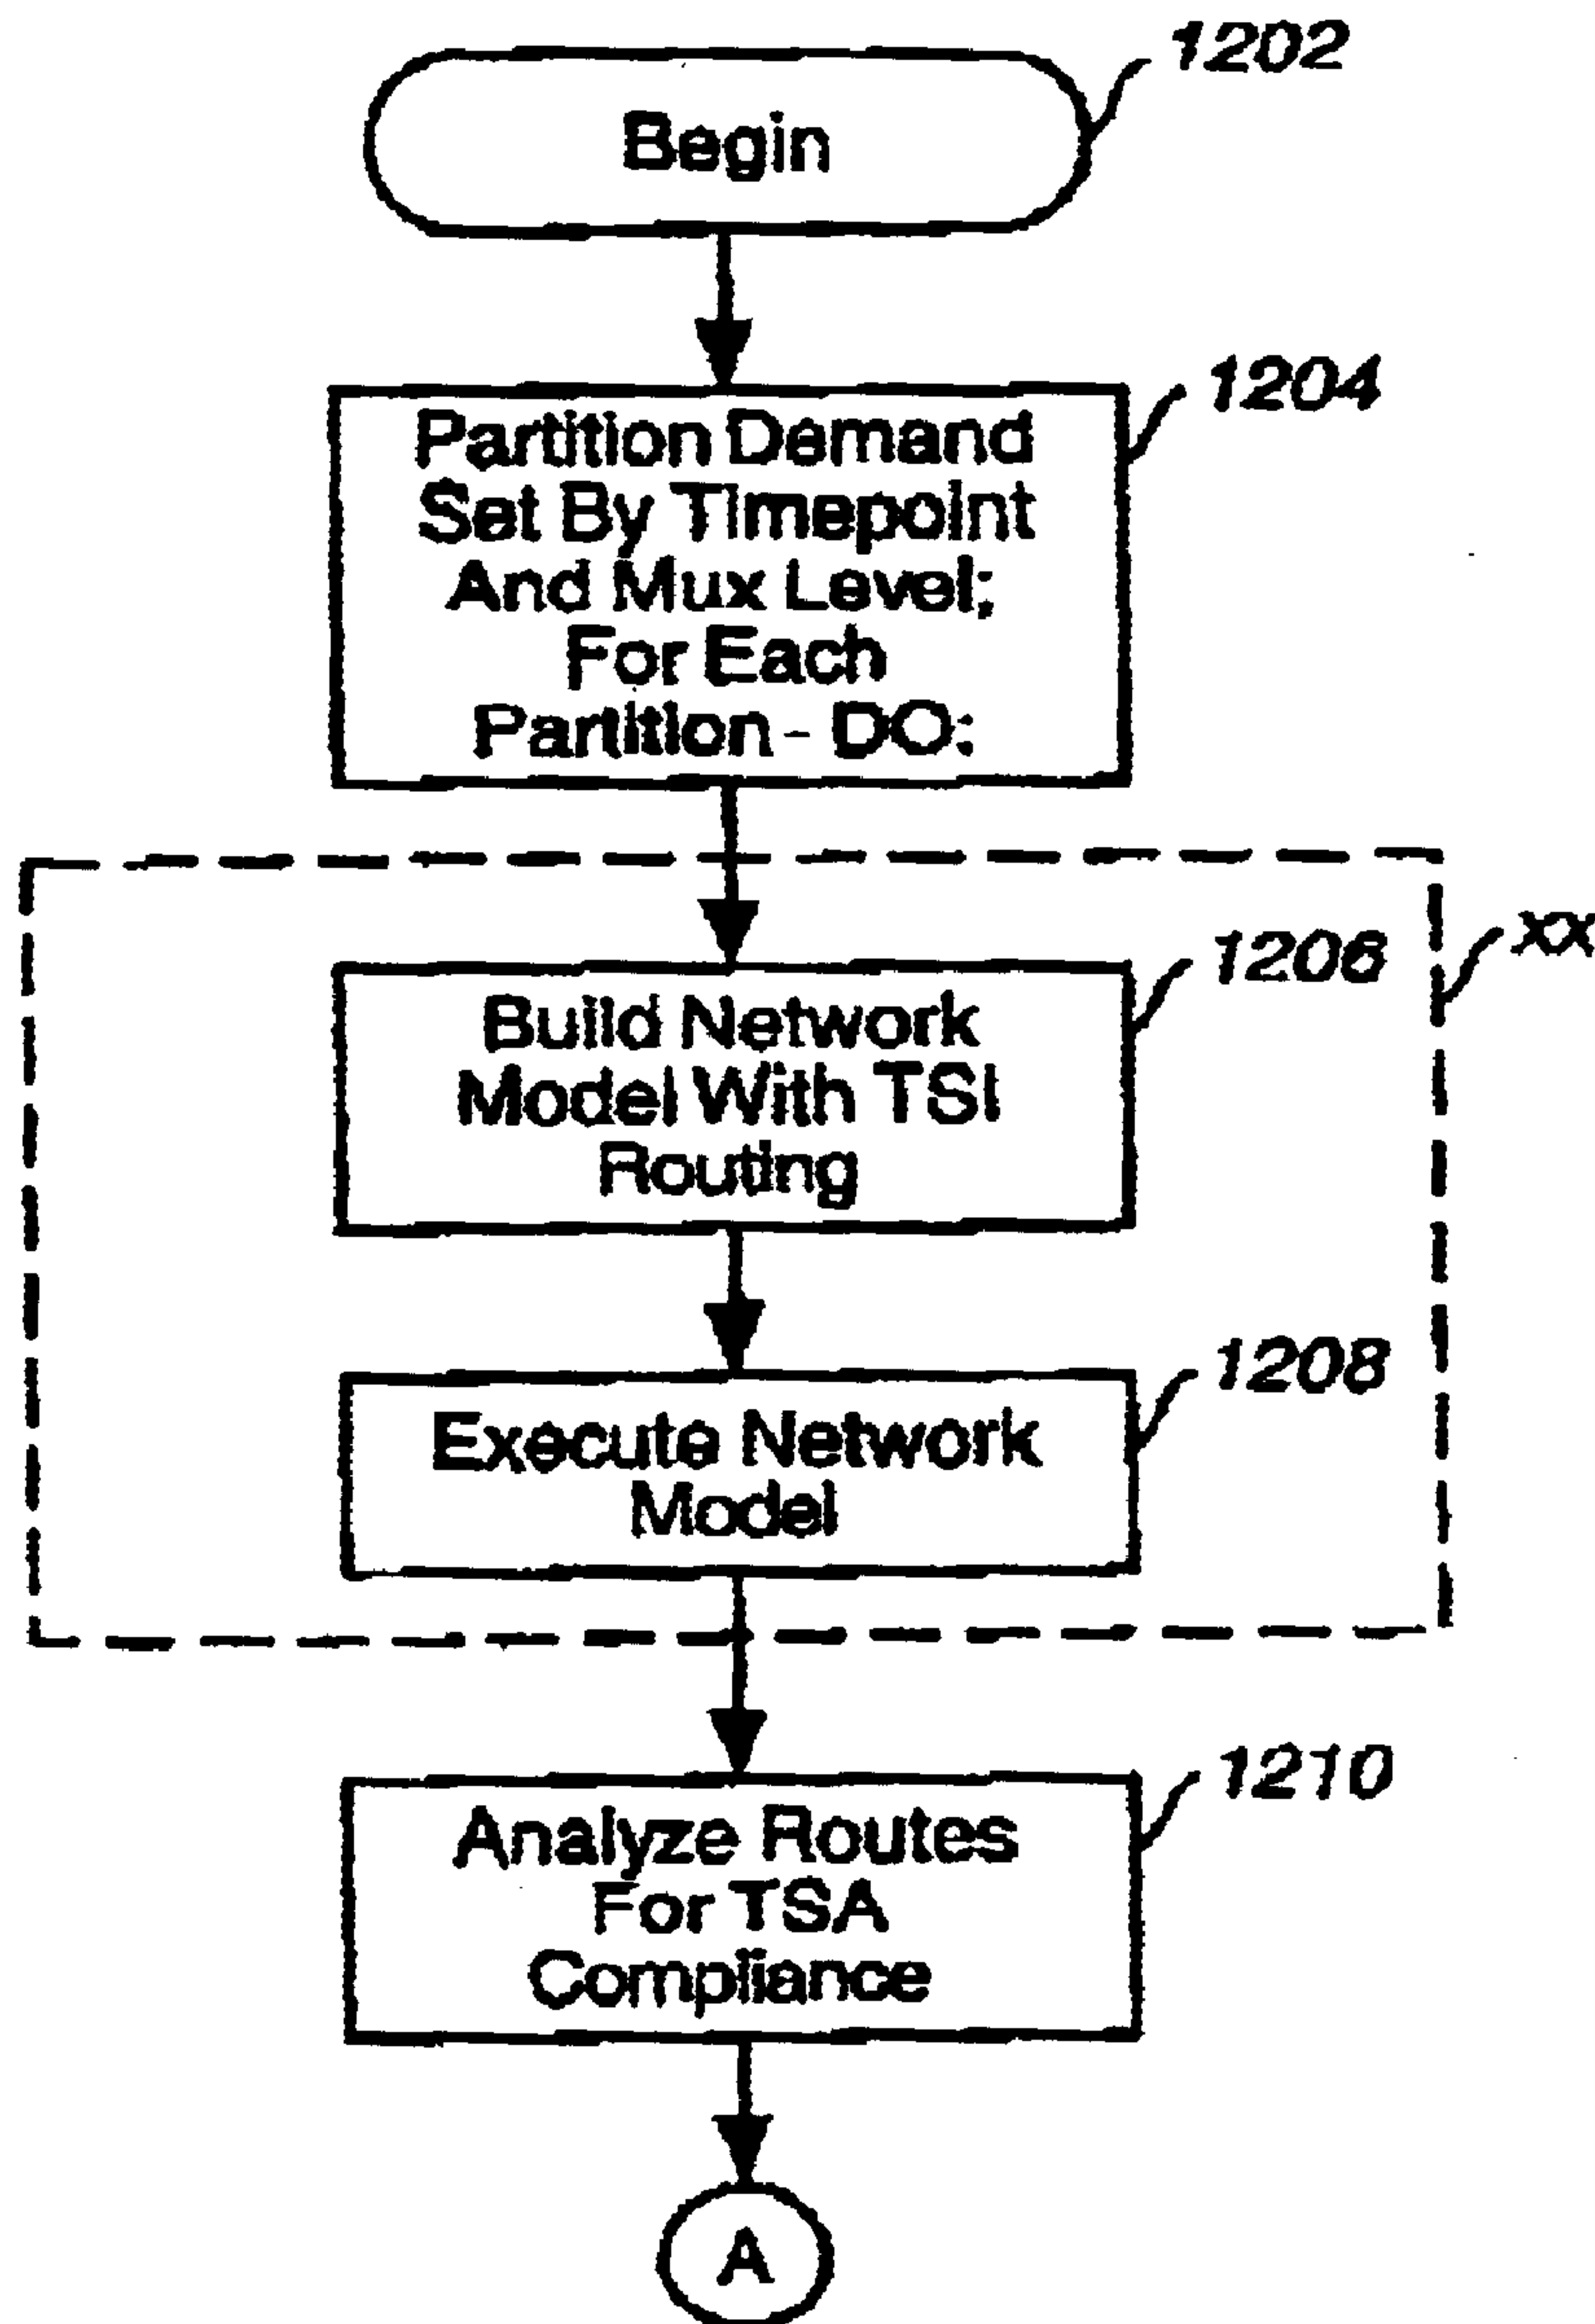 1202
Begin
1204
Partition Demand
Set By Timepoint
And Mux Level;
For Each
Partition - DO:
XX
1206
Build Network
Model With TSI
Routing
1208
Execute Network
Model
1210
Analyze Routes
For TSA
Compliance
A